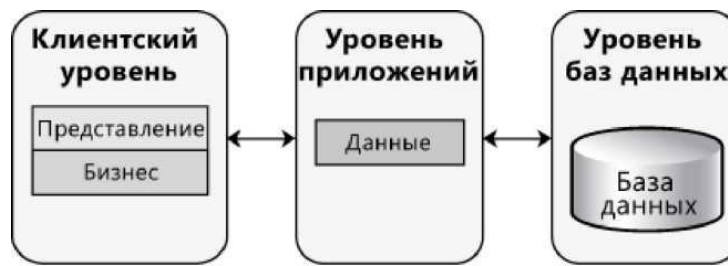 Клиентский
уровень
Представление
Бизнес
Уровень
приложений
Данные
Уровень
баз данных
База
данных